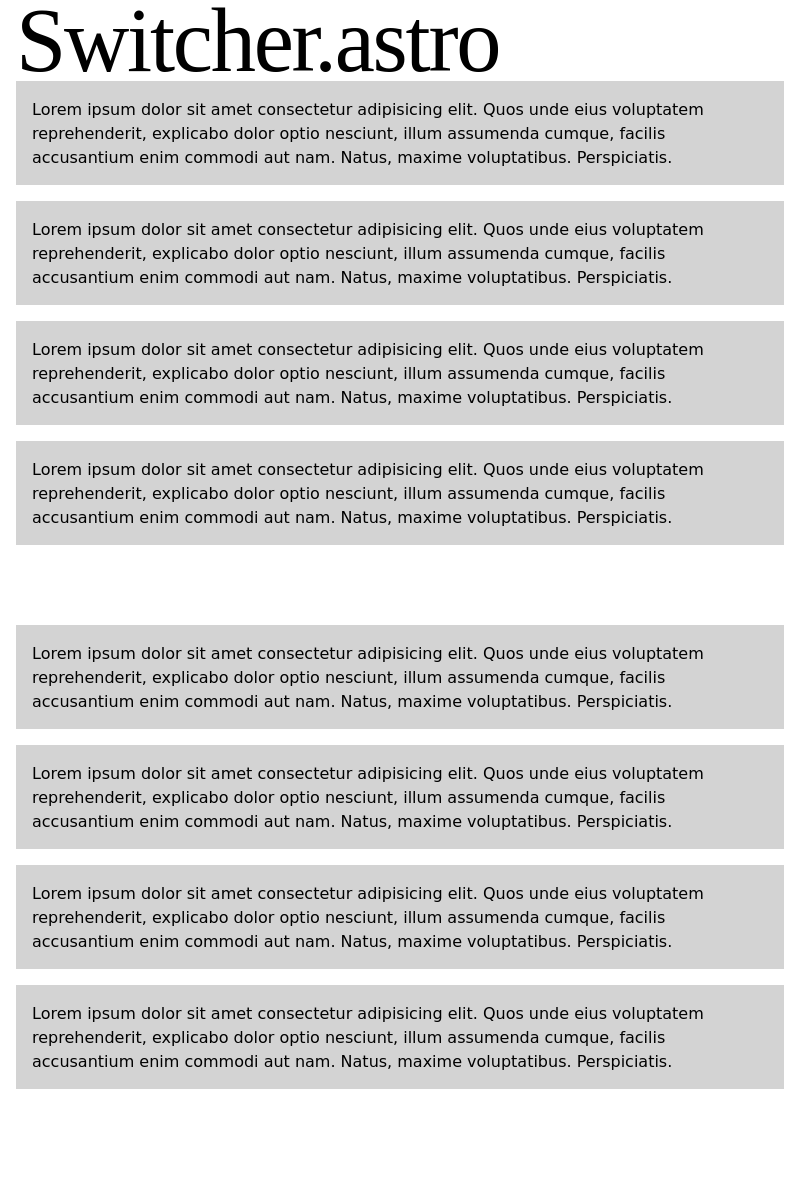 Switcher.astro
Lorem ipsum dolor sit amet consectetur adipisicing elit. Quos unde eius voluptatem
reprehenderit, explicabo dolor optio nesciunt, illum assumenda cumque, facilis
accusantium enim commodi aut nam. Natus, maxime voluptatibus. Perspiciatis.
Lorem ipsum dolor sit amet consectetur adipisicing elit. Quos unde eius voluptatem
reprehenderit, explicabo dolor optio nesciunt, illum assumenda cumque, facilis
accusantium enim commodi aut nam. Natus, maxime voluptatibus. Perspiciatis.
Lorem ipsum dolor sit amet consectetur adipisicing elit. Quos unde eius voluptatem
reprehenderit, explicabo dolor optio nesciunt, illum assumenda cumque, facilis
accusantium enim commodi aut nam. Natus, maxime voluptatibus. Perspiciatis.
Lorem ipsum dolor sit amet consectetur adipisicing elit. Quos unde eius voluptatem
reprehenderit, explicabo dolor optio nesciunt, illum assumenda cumque, facilis
accusantium enim commodi aut nam. Natus, maxime voluptatibus. Perspiciatis.
Lorem ipsum dolor sit amet consectetur adipisicing elit. Quos unde eius voluptatem
reprehenderit, explicabo dolor optio nesciunt, illum assumenda cumque, facilis
accusantium enim commodi aut nam. Natus, maxime voluptatibus. Perspiciatis.
Lorem ipsum dolor sit amet consectetur adipisicing elit. Quos unde eius voluptatem
reprehenderit, explicabo dolor optio nesciunt, illum assumenda cumque, facilis
accusantium enim commodi aut nam. Natus, maxime voluptatibus. Perspiciatis.
Lorem ipsum dolor sit amet consectetur adipisicing elit. Quos unde eius voluptatem
reprehenderit, explicabo dolor optio nesciunt, illum assumenda cumque, facilis
accusantium enim commodi aut nam. Natus, maxime voluptatibus. Perspiciatis.
Lorem ipsum dolor sit amet consectetur adipisicing elit. Quos unde eius voluptatem
reprehenderit, explicabo dolor optio nesciunt, illum assumenda cumque, facilis
accusantium enim commodi aut nam. Natus, maxime voluptatibus. Perspiciatis.